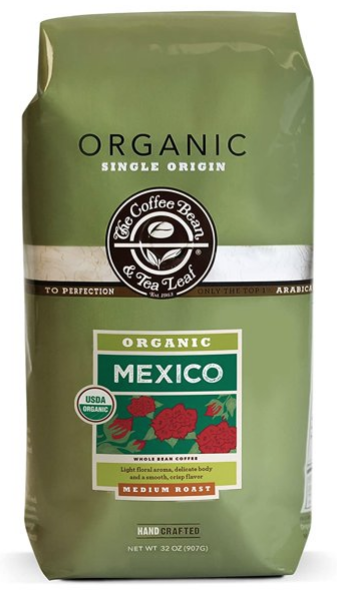 ORGANIC
SINGLE ORIGIN
The Coffee Bean
& Tea Leaf
®
Est. 1963
TO PERFECTION
ONLY THE TOP 1% ARABICA
ORGANIC
MEXICO
USDA
ORGANIC
WHOLE BEAN COFFEE
Light floral aroma, delicate body
and a smooth, crisp flavor
MEDIUM ROAST
HANDCRAFTED
NET WT 32 OZ (907G)